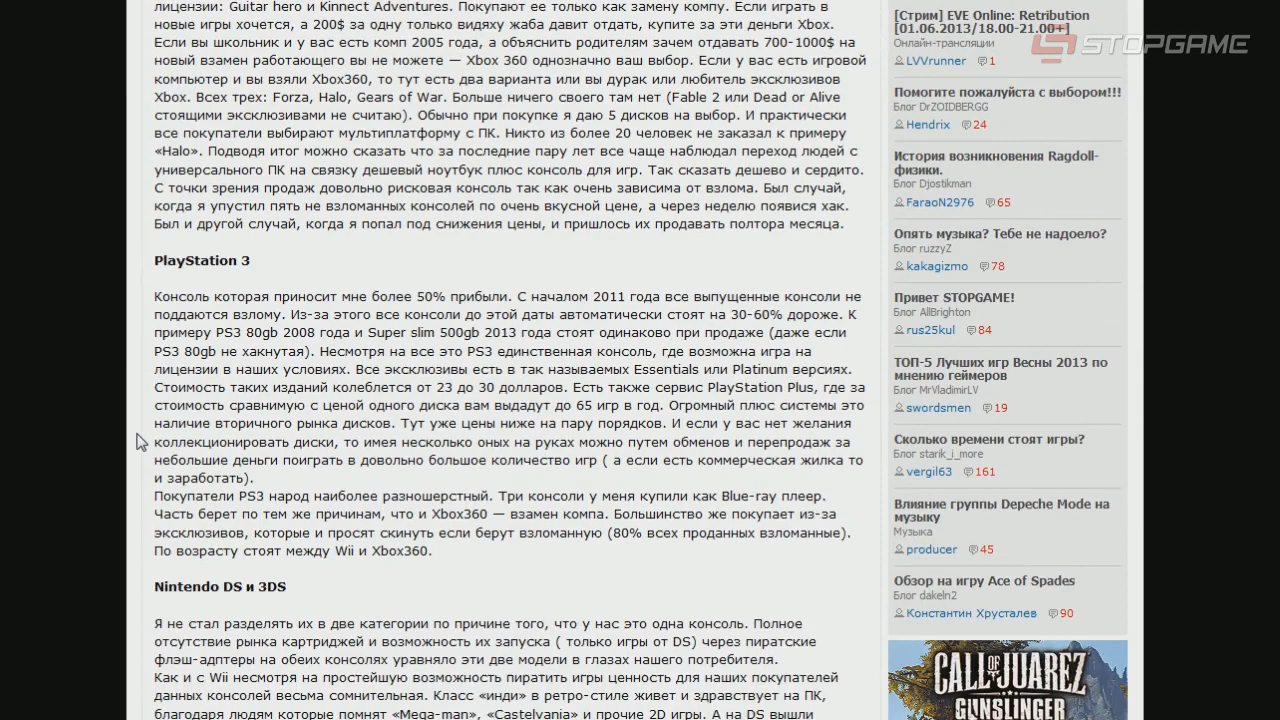 лицензии: Guitar hero и Kinnect Adventures. Покупают ее только как замену компу. Если играть в
новые игры хочется, а 200$ за одну только видяху жаба давит отдать, купите за эти деньги Xbox.
Если вы школьник и у вас есть комп 2005 года, а объяснить родителям зачем отдавать 700-1000$ на
новый взамен работающего вы не можете — Xbox 360 однозначно ваш выбор. Если у вас есть игровой
компьютер и вы взяли Xbox360, то тут есть два варианта или вы дурак или любитель эксклюзивов
Xbox. Всех трех: Forza, Halo, Gears of War. Больше ничего своего там нет (Fable 2 или Dead or Alive
стоящими эксклюзивами не считаю). Обычно при покупке я даю 5 дисков на выбор. И практически
все покупатели выбирают мультиплатформу с ПК. Никто из более 20 человек не заказал к примеру
«Halo». Подводя итог можно сказать что за последние пару лет все чаще наблюдал переход людей с
универсального ПК на связку дешевый ноутбук плюс консоль для игр. Так сказать дешево и сердито.
С точки зрения продаж довольно рисковая консоль так как очень зависима от взлома. Был случай,
когда я упустил пять не взломанных консолей по очень вкусной цене, а через неделю появися хак.
Был и другой случай, когда я попал под снижения цены, и пришлось их продавать полтора месяца.
PlayStation 3
Консоль которая приносит мне более 50% прибыли. С началом 2011 года все выпущенные консоли не
поддаются взлому. Из-за этого все консоли до этой даты автоматически стоят на 30-60% дороже. К
примеру PS3 80gb 2008 года и Super slim 500gb 2013 года стоят одинаково при продаже (даже если
PS3 80gb не хакнутая). Несмотря на все это PS3 единственная консоль, где возможна игра на
лицензии в наших условиях. Все эксклюзивы есть в так называемых Essentials или Platinum версиях.
Стоимость таких изданий колеблется от 23 до 30 долларов. Есть также сервис PlayStation Plus, где за
стоимость сравнимую с ценой одного диска вам выдадут до 65 игр в год. Огромный плюс системы это
наличие вторичного рынка дисков. Тут уже цены ниже на пару порядков. И если у вас нет желания
коллекционировать диски, то имея несколько оных на руках можно путем обменов и перепродаж за
небольшие деньги поиграть в довольно большое количество игр ( а если есть коммерческая жилка то
и заработать).
Покупатели PS3 народ наиболее разношерстный. Три консоли у меня купили как Blue-ray плеер.
Часть берет по тем же причинам, что и Xbox360 — взамен компа. Большинство же покупает из-за
эксклюзивов, которые и просят скинуть если берут взломанную (80% всех проданных взломанные).
По возрасту стоят между Wii и Xbox360.
Nintendo DS и 3DS
Я не стал разделять их в две категории по причине того, что у нас это одна консоль. Полное
отсутствие рынка картриджей и возможность их запуска ( только игры от DS) через пиратские
флэш-адптеры на обеих консолях уравняло эти две модели в глазах нашего потребителя.
Как и с Wii несмотря на простейшую возможность пиратить игры ценность для наших покупателей
данных консолей весьма сомнительная. Класс «инди» в ретро-стиле живет и здравствует на ПК,
благодаря людям которые помнят «Mega-man», «Castelvania» и прочие 2D игры. А на DS вышли
[Стрим] EVE Online: Retribution
[01.06.2013/18.00-21.00+]
Онлайн-трансляции
LVVrunner 1
Помогите пожалуйста с выбором!!!
Блог DrZOIDBERGG
Hendrix 24
История возникновения Ragdoll-
физики.
Блог Djostikman
FaraoN2976 65
Опять музыка? Тебе не надоело?
Блог ruzzyZ
kakagizmo 78
Привет STOPGAME!
Блог AllBrighton
rus25kul 84
ТОП-5 Лучших игр Весны 2013 по
мнению геймеров
Блог MrVladimirLV
swordsmen 19
Сколько времени стоят игры?
Блог starik_i_more
vergil63 161
Влияние группы Depeche Mode на
музыку
Музыка
producer 45
Обзор на игру Ace of Spades
Блог dakeln2
Константин Хрусталев 90
CALL OF JUAREZ
GUNSLINGER
STOPGAME